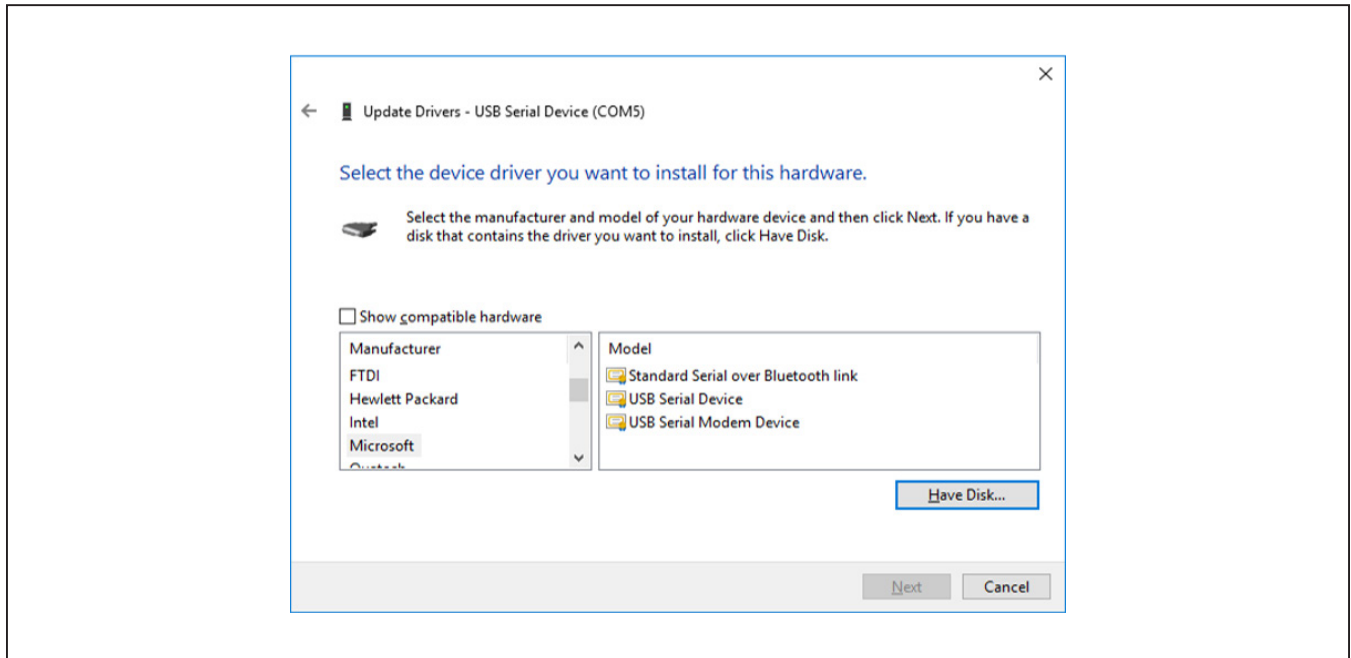 Update Drivers - USB Serial Device (COM5)
Select the device driver you want to install for this hardware.
Select the manufacturer and model of your hardware device and then click Next. If you have a
disk that contains the driver you want to install, click Have Disk.
Show compatible hardware
Manufacturer
FTDI
Hewlett Packard
Intel
Microsoft
Model
Standard Serial over Bluetooth link
USB Serial Device
USB Serial Modem Device
Have Disk...
Next
Cancel